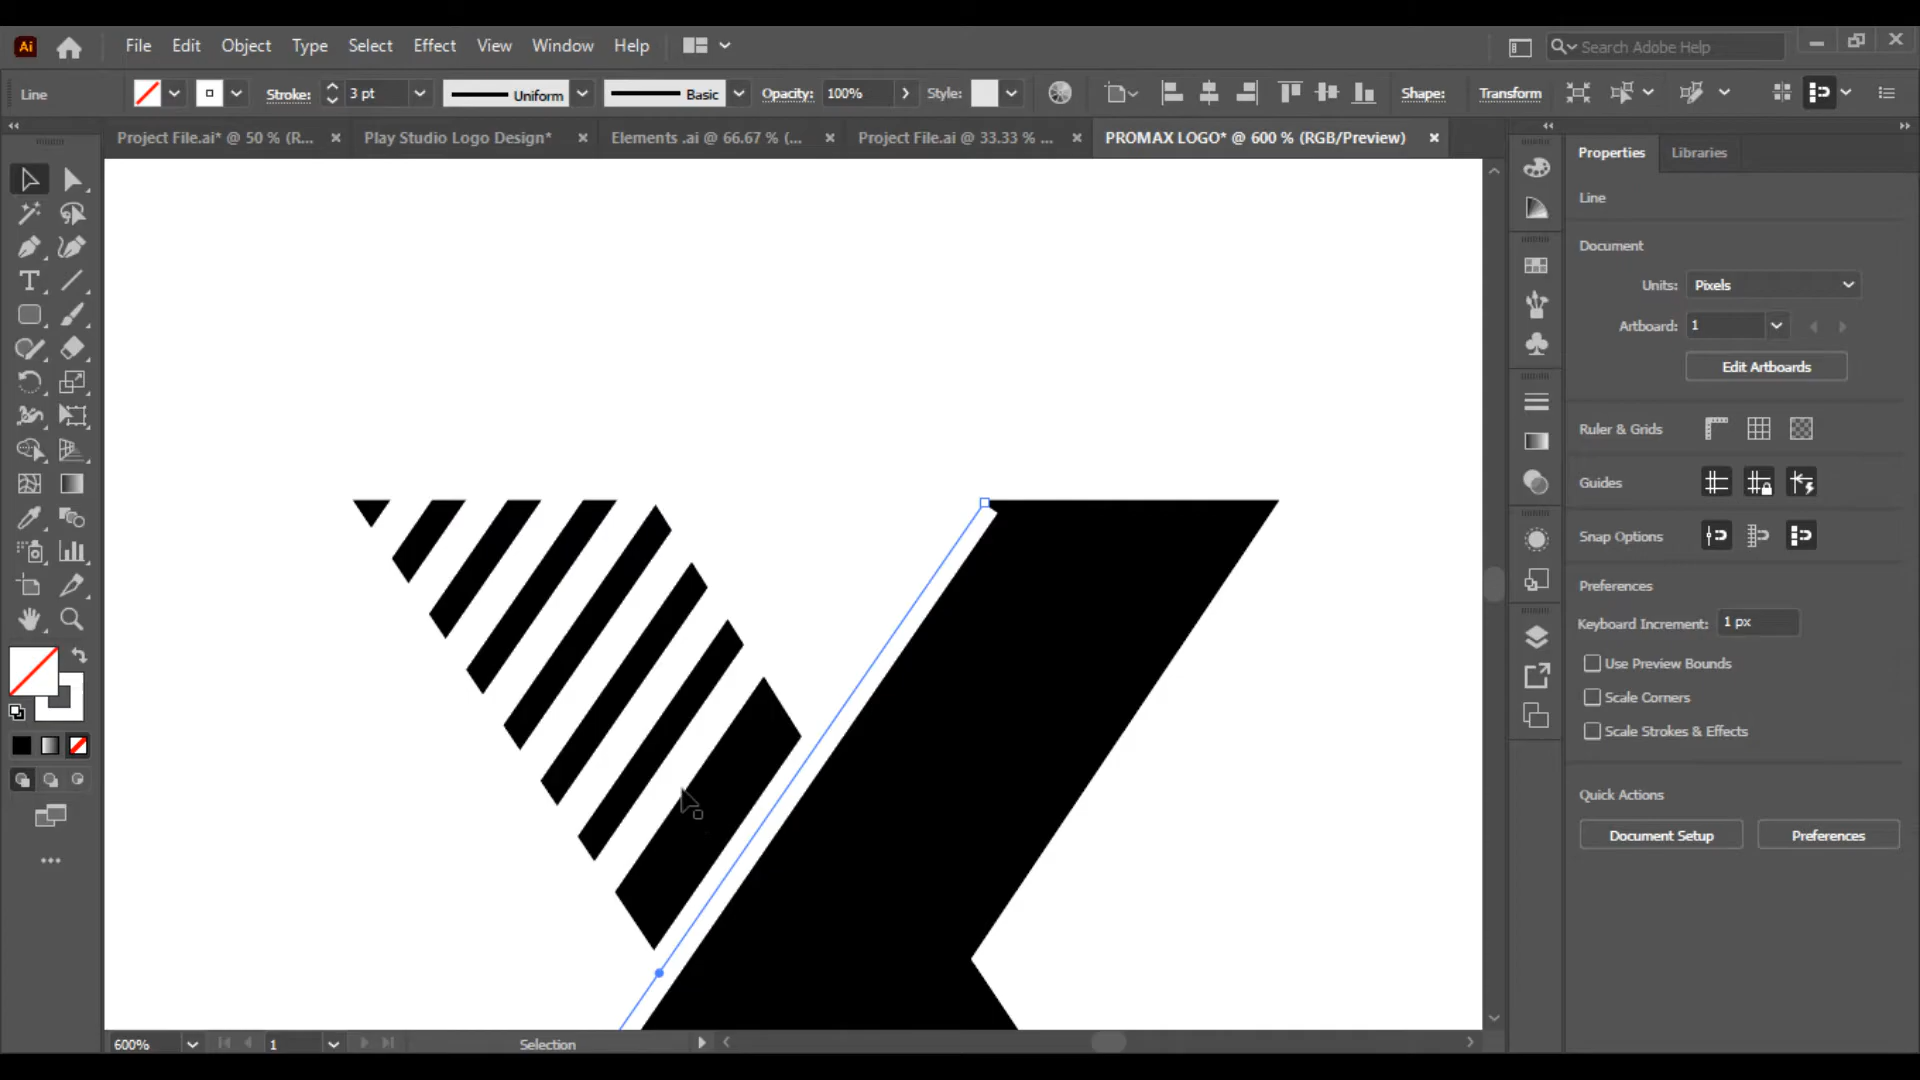 Ai File Edit Object Type Select Effect View Window Help Search Adobe Help
Line Stroke: 3 pt Uniform Basic Opacity: 100% Style: Shape: Transform
Project File.ai* @ 50 % (R... Play Studio Logo Design* Elements .ai @ 66.67 % (... Project File.ai @ 33.33 % ... PROMAX LOGO* @ 600 % (RGB/Preview)
Properties Libraries
Line
Document
Units: Pixels
Artboard: 1
Edit Artboards
Ruler & Grids
Guides
Snap Options
Preferences
Keyboard Increment: 1 px
Use Preview Bounds
Scale Corners
Scale Strokes & Effects
Quick Actions
Document Setup Preferences
600% 1 Selection